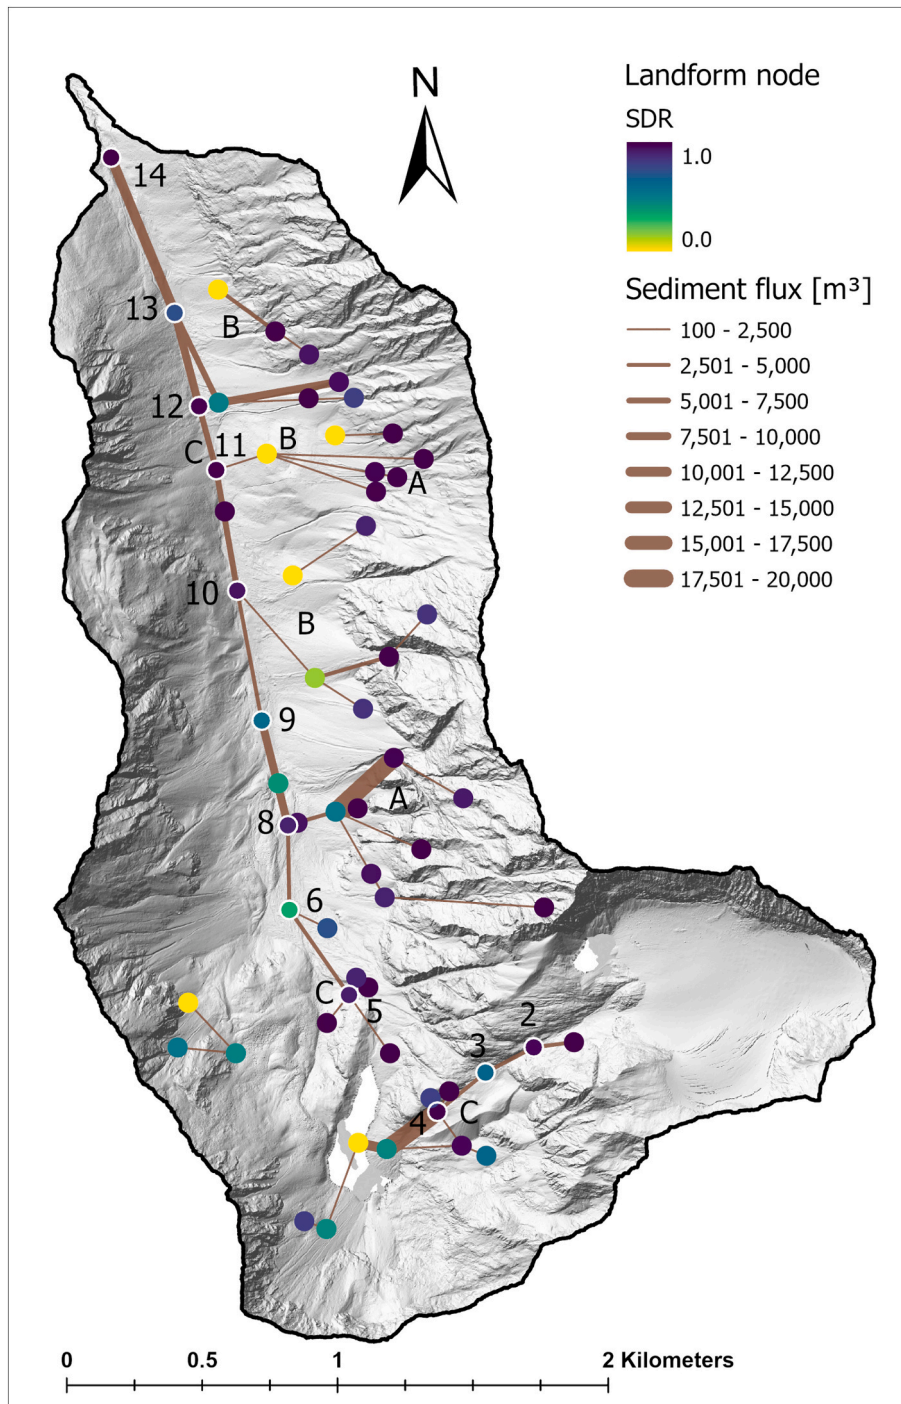 Landform node
N
SDR
1.0
14
0.0
Sediment flux [m³]
13
B
100 - 2,500
2,501 - 5,000
12
5,001 - 7,500
11
B
7,501 - 10,000
C
10,001 - 12,500
A
12,501 - 15,000
15,001 - 17,500
10
17,501 - 20,000
B
9
A
8
6
C
5
2
3
4
C
0
0.5
1
2 Kilometers